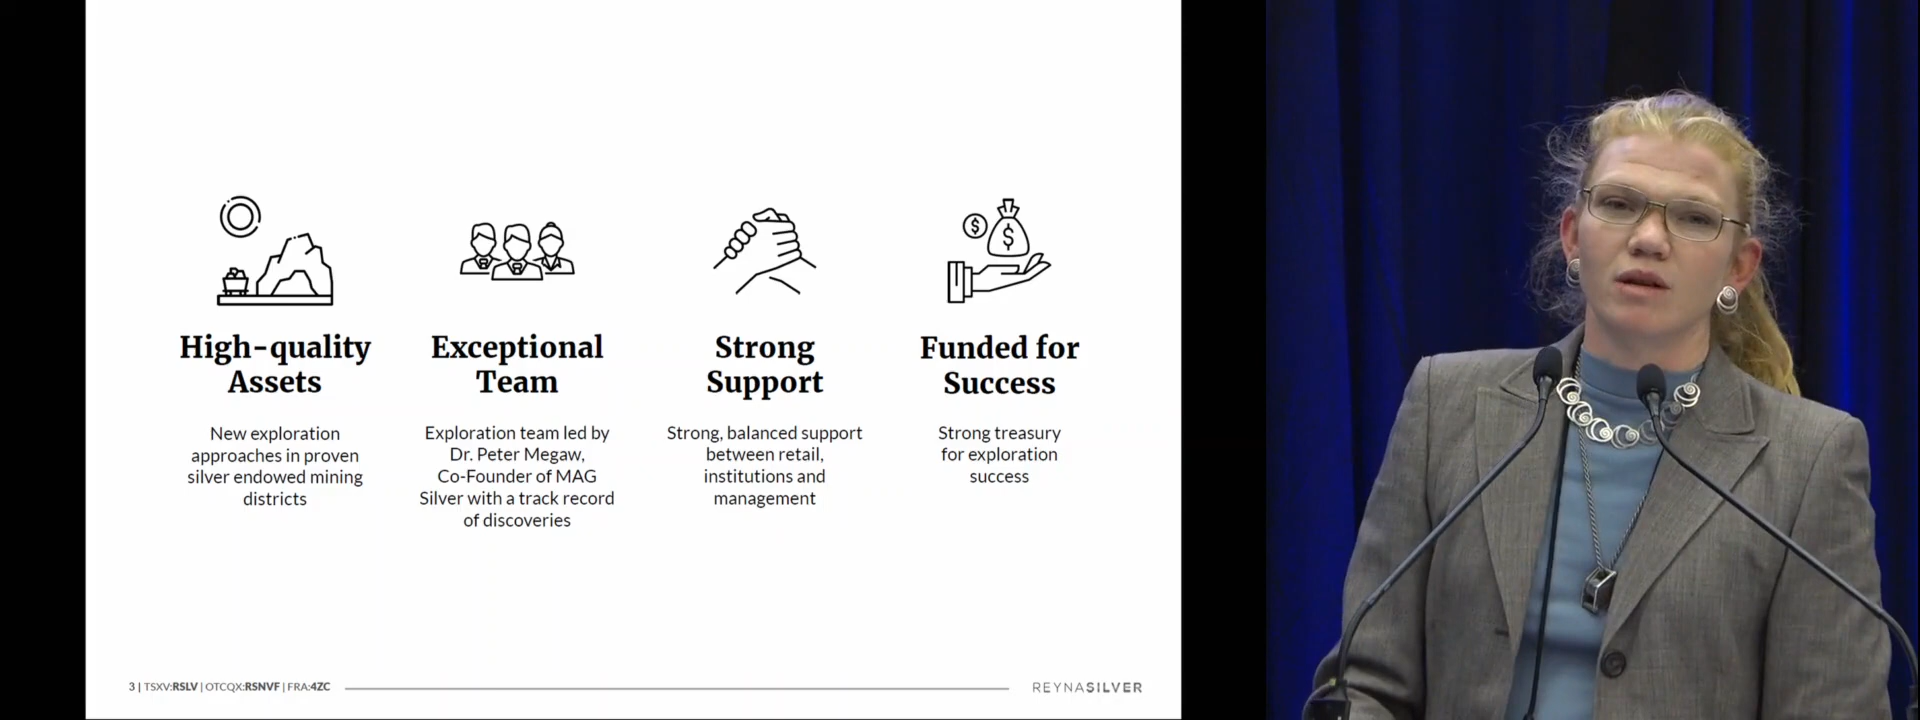 High-quality
Assets
New exploration
approaches in proven
silver endowed mining
districts
Exceptional
Team
Exploration team led by
Dr. Peter Megaw,
Co-Founder of MAG
Silver with a track record
of discoveries
Strong
Support
Strong, balanced support
between retail,
institutions and
management
Funded for
Success
Strong treasury
for exploration
success
3 | TSXV:RSLV | OTCQX:RSNVF | FRA:4ZC
REYNASILVER